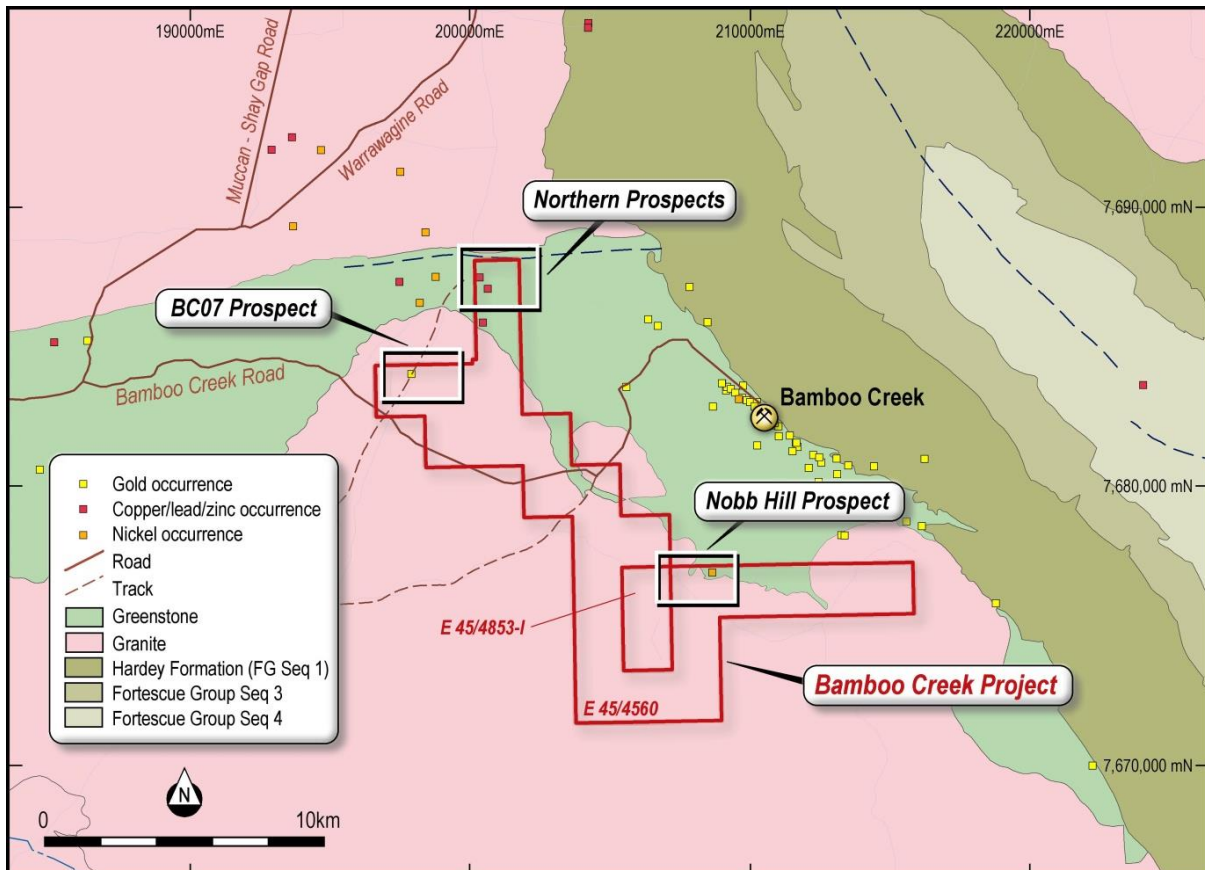 190000mE
200000mE
210000mE
220000mE
Muccan - Shay Gap Road
Warrawagine Road
Northern Prospects
7,690,000 mN
BC07 Prospect
Bamboo Creek Road
Bamboo Creek
Gold occurrence
Copper/lead/zinc occurrence
Nickel occurrence
Road
Track
Greenstone
Granite
Hardey Formation (FG Seq 1)
Fortescue Group Seq 3
Fortescue Group Seq 4
7,680,000 mN
Nobb Hill Prospect
E 45/4853-I
Bamboo Creek Project
E 45/4560
7,670,000 mN
N
0
10km